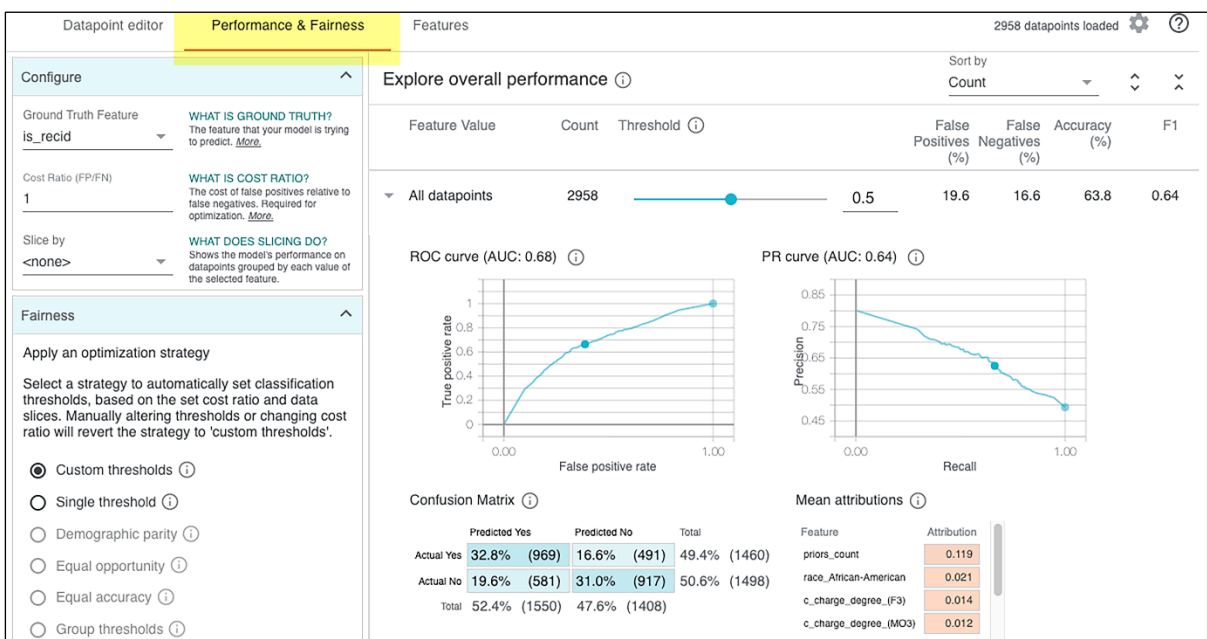 Datapoint editor
Performance & Fairness
Features
2958 datapoints loaded
Configure
Ground Truth Feature
is_recid
WHAT IS GROUND TRUTH?
The feature that your model is trying
to predict. More.
Cost Ratio (FP/FN)
1
WHAT IS COST RATIO?
The cost of false positives relative to
false negatives. Required for
optimization. More.
Slice by
<none>
WHAT DOES SLICING DO?
Shows the model's performance on
datapoints grouped by each value of
the selected feature.
Fairness
Apply an optimization strategy
Select a strategy to automatically set classification
thresholds, based on the set cost ratio and data
slices. Manually altering thresholds or changing cost
ratio will revert the strategy to 'custom thresholds'.
Custom thresholds
Single threshold
Demographic parity
Equal opportunity
Equal accuracy
Group thresholds
Explore overall performance
Sort by
Count
Feature Value Count Threshold False Positives (%) False Negatives (%) Accuracy (%) F1
All datapoints 2958 0.5 19.6 16.6 63.8 0.64
ROC curve (AUC: 0.68)
True positive rate
1
0.8
0.6
0.4
0.2
0
0.00 1.00
False positive rate
PR curve (AUC: 0.64)
Precision
0.85
0.75
0.65
0.55
0.45
0.00 1.00
Recall
Confusion Matrix
Predicted Yes Predicted No Total
Actual Yes 32.8% (969) 16.6% (491) 49.4% (1460)
Actual No 19.6% (581) 31.0% (917) 50.6% (1498)
Total 52.4% (1550) 47.6% (1408)
Mean attributions
Feature Attribution
priors_count 0.119
race_African-American 0.021
c_charge_degree_(F3) 0.014
c_charge_degree_(MO3) 0.012